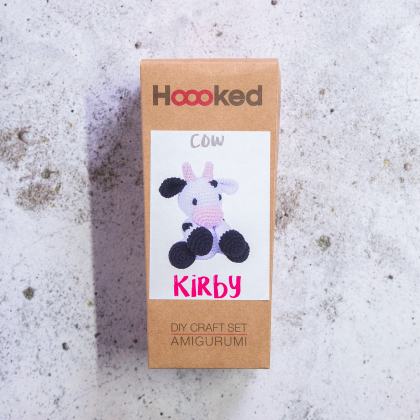 Hoooked
COW
KiRBY
DIY CRAFT SET
AMIGURUMI